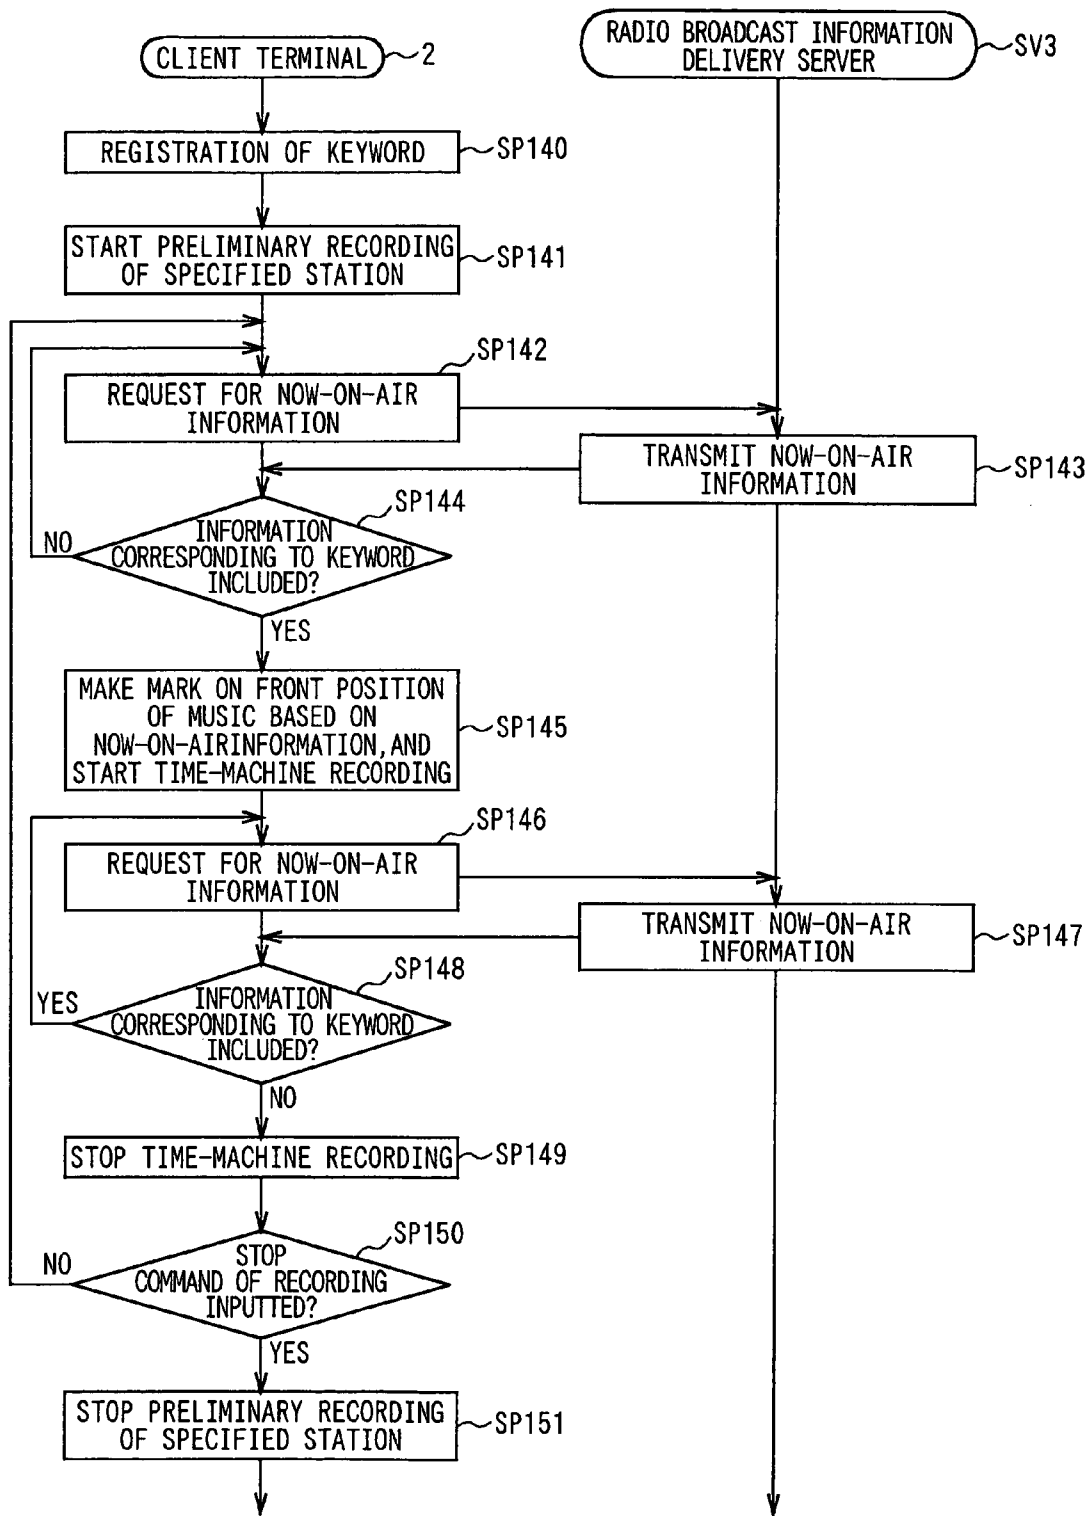 CLIENT TERMINAL
2
RADIO BROADCAST INFORMATION
DELIVERY SERVER
SV3
REGISTRATION OF KEYWORD
SP140
START PRELIMINARY RECORDING
OF SPECIFIED STATION
SP141
SP142
REQUEST FOR NOW-ON-AIR
INFORMATION
TRANSMIT NOW-ON-AIR
INFORMATION
SP143
SP144
NO
INFORMATION
CORRESPONDING TO KEYWORD
INCLUDED?
YES
MAKE MARK ON FRONT POSITION
OF MUSIC BASED ON
NOW-ON-AIRINFORMATION,AND
START TIME-MACHINE RECORDING
SP145
SP146
REQUEST FOR NOW-ON-AIR
INFORMATION
TRANSMIT NOW-ON-AIR
INFORMATION
SP147
SP148
YES
INFORMATION
CORRESPONDING TO KEYWORD
INCLUDED?
NO
STOP TIME-MACHINE RECORDING
SP149
SP150
NO
STOP
COMMAND OF RECORDING
INPUTTED?
YES
STOP PRELIMINARY RECORDING
OF SPECIFIED STATION
SP151